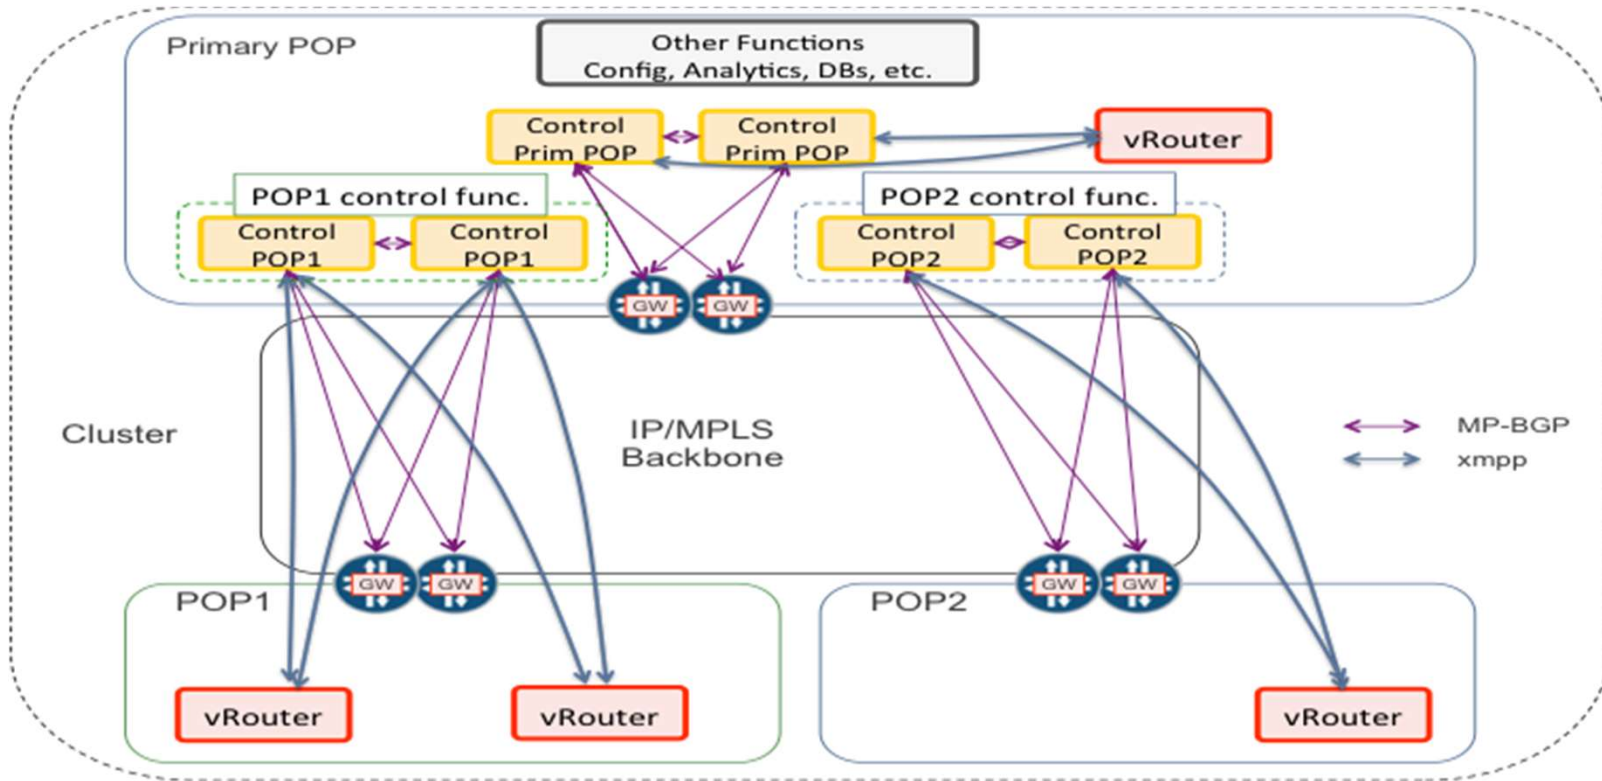 Primary POP
Other Functions
Config, Analytics, DBs, etc.
Control
Prim POP
Control
Prim POP
vRouter
POP1 control func.
POP2 control func.
Control
POP1
Control
POP1
Control
POP2
Control
POP2
GW
GW
Cluster
IP/MPLS
Backbone
MP-BGP
xmpp
GW
GW
GW
GW
POP1
POP2
vRouter
vRouter
vRouter